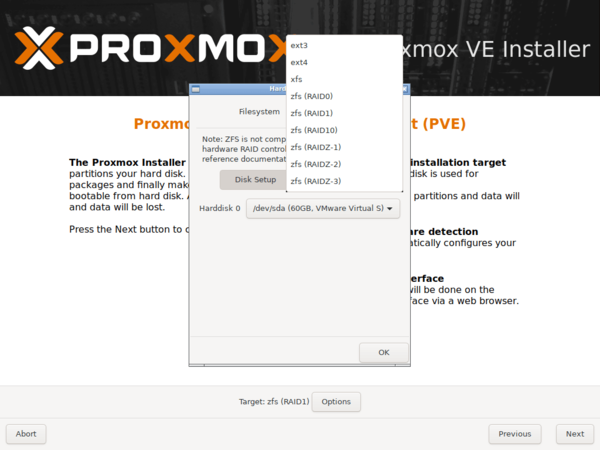 PROXMOX
xmox VE Installer
Hard
ext3
ext4
xfs
zfs (RAID0)
zfs (RAID1)
zfs (RAID10)
zfs (RAIDZ-1)
zfs (RAIDZ-2)
zfs (RAIDZ-3)
Filesystem
Note: ZFS is not comp
hardware RAID control
reference documentat
Disk Setup
Harddisk 0
/dev/sda (60GB, VMware Virtual S)
OK
Proxmo
t (PVE)
The Proxmox Installer
partitions your hard disk.
packages and finally make
bootable from hard disk. A
and data will be lost.
Press the Next button to c
installation target
disk is used for
partitions and data will
are detection
atically configures your
erface
will be done on the
face via a web browser.
Target: zfs (RAID1)
Options
Abort
Previous
Next